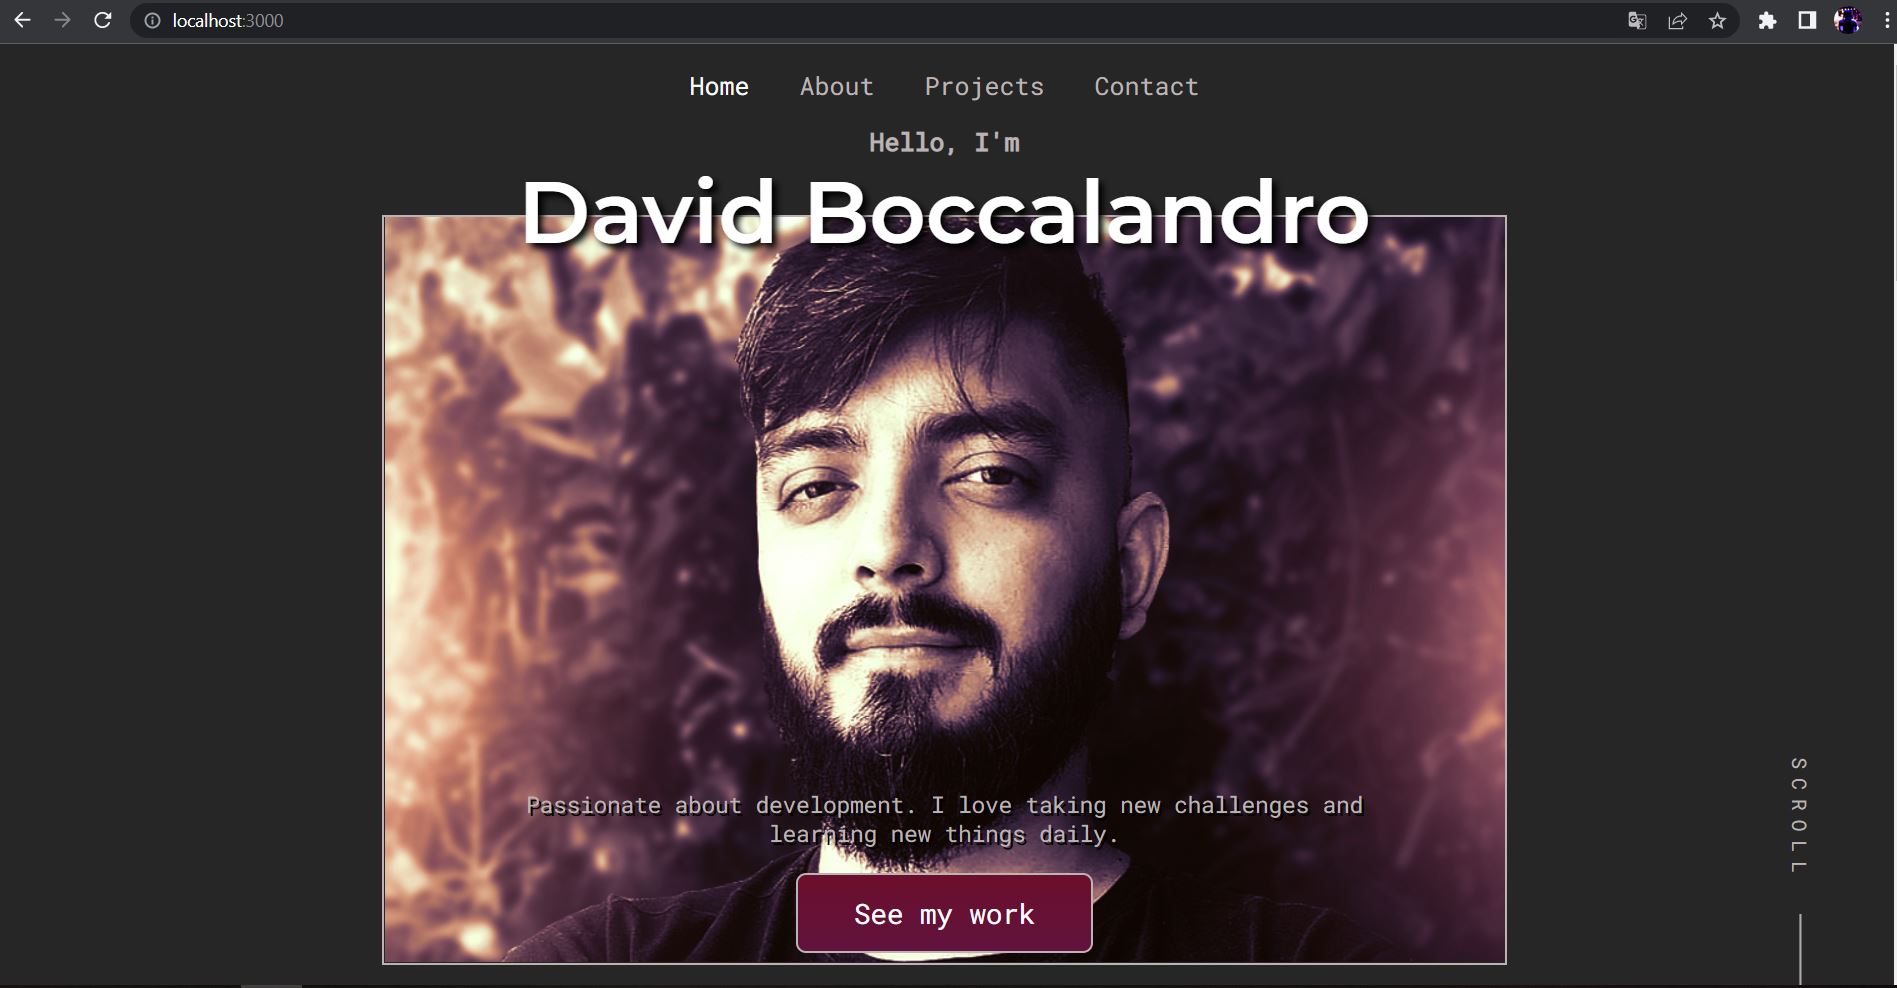 localhost:3000
Home About Projects Contact
Hello, I'm
David Boccalandro
Passionate about development. I love taking new challenges and
learning new things daily.
See my work
SCROLL